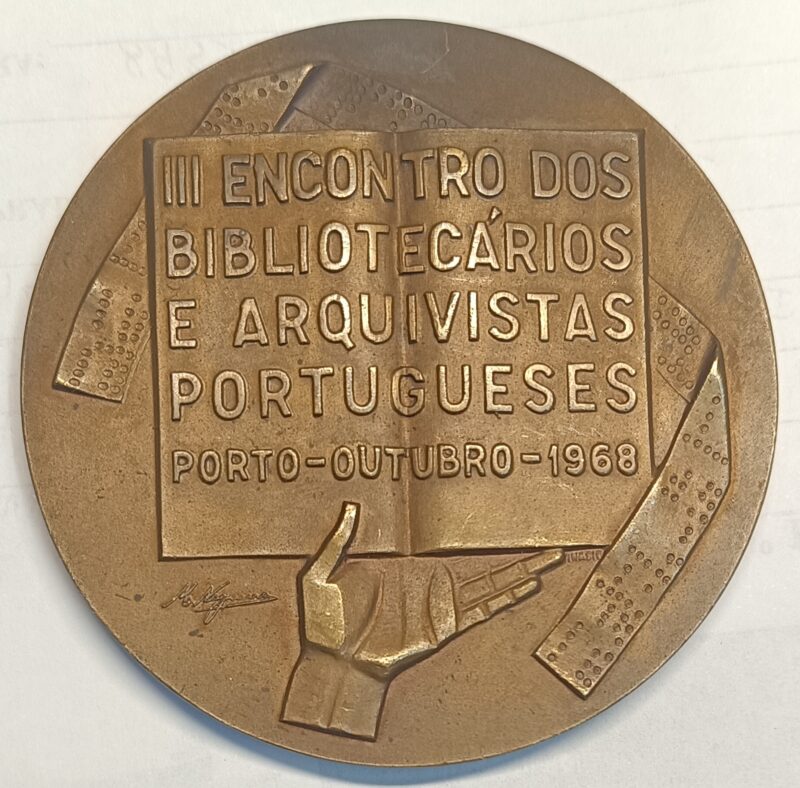 III ENCONTRO DOS
BIBLIOTECÁRIOS
E ARQUIVISTAS
PORTUGUESES
PORTO-OUTUBRO-1968